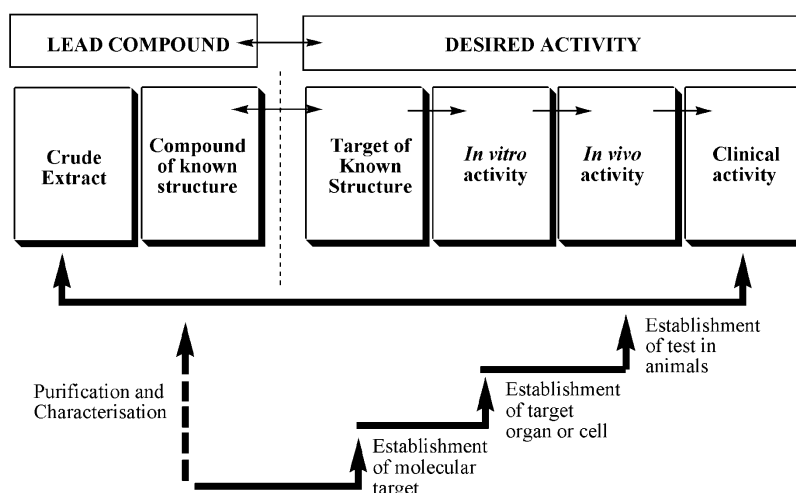 LEAD COMPOUND
DESIRED ACTIVITY
Crude
Extract
Compound
of known
structure
Target of
Known
Structure
In vitro
activity
In vivo
activity
Clinical
activity
Establishment
of test in
animals
Purification and
Characterisation
Establishment
of target
organ or cell
Establishment
of molecular
target